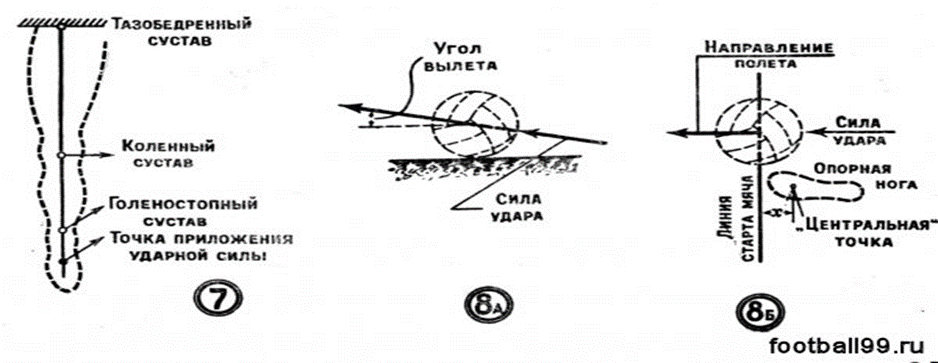 ТАЗОБЕДРЕННЫЙ
СУСТАВ
КОЛЕННЫЙ
СУСТАВ
ГОЛЕНОСТОПНЫЙ
СУСТАВ
ТОЧКА ПРИЛОЖЕНИЯ
УДАРНОЙ СИЛЫ
7
УГОЛ
ВЫЛЕТА
СИЛА
УДАРА
8А
НАПРАВЛЕНИЕ
ПОЛЕТА
СИЛА
УДАРА
ОПОРНАЯ
НОГА
x
„ЦЕНТРАЛЬНАЯ"
ТОЧКА
ЛИНИЯ
СТАРТА МЯЧА
8Б
football99.ru